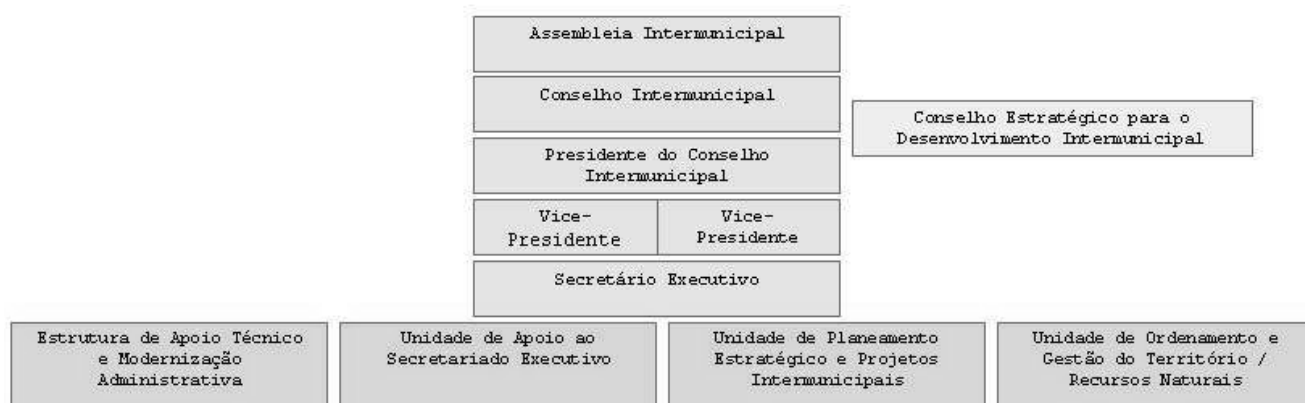 Assembleia Intermunicipal
Conselho Intermunicipal
Conselho Estratégico para o
Desenvolvimento Intermunicipal
Presidente do Conselho
Intermunicipal
Vice-
Presidente
Vice-
Presidente
Secretário Executivo
Estrutura de Apoio Técnico
e Modernização
Administrativa
Unidade de Apoio ao
Secretariado Executivo
Unidade de Planeamento
Estratégico e Projetos
Intermunicipais
Unidade de Ordenamento e
Gestão do Território /
Recursos Naturais